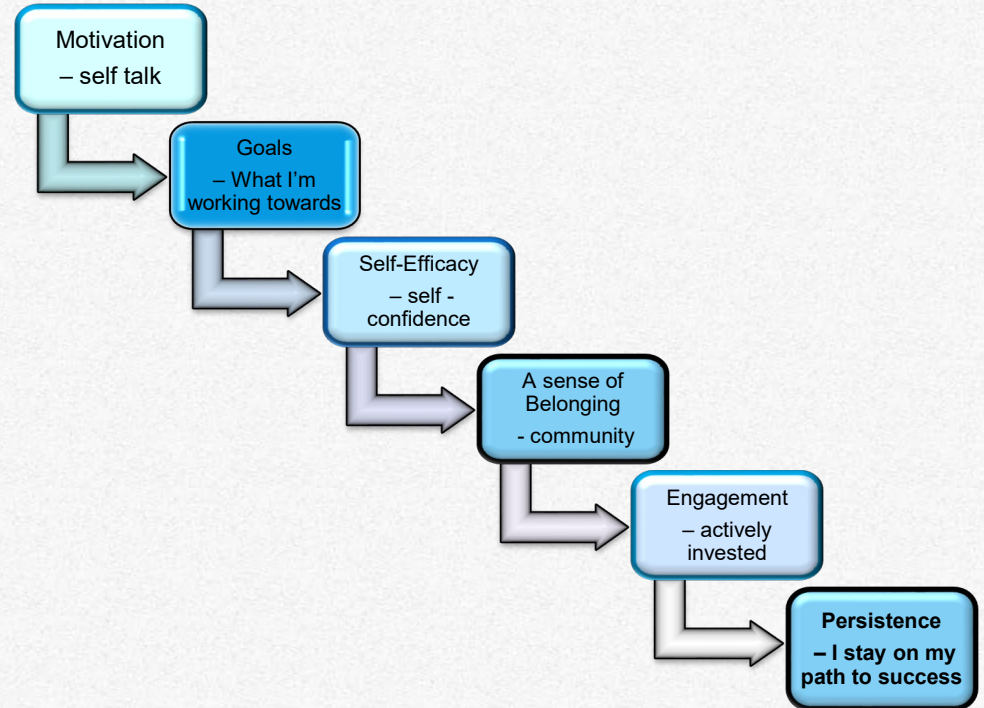 Motivation
– self talk
Goals
– What I’m
working towards
Self-Efficacy
– self -
confidence
A sense of
Belonging
- community
Engagement
– actively
invested
Persistence
– I stay on my
path to success